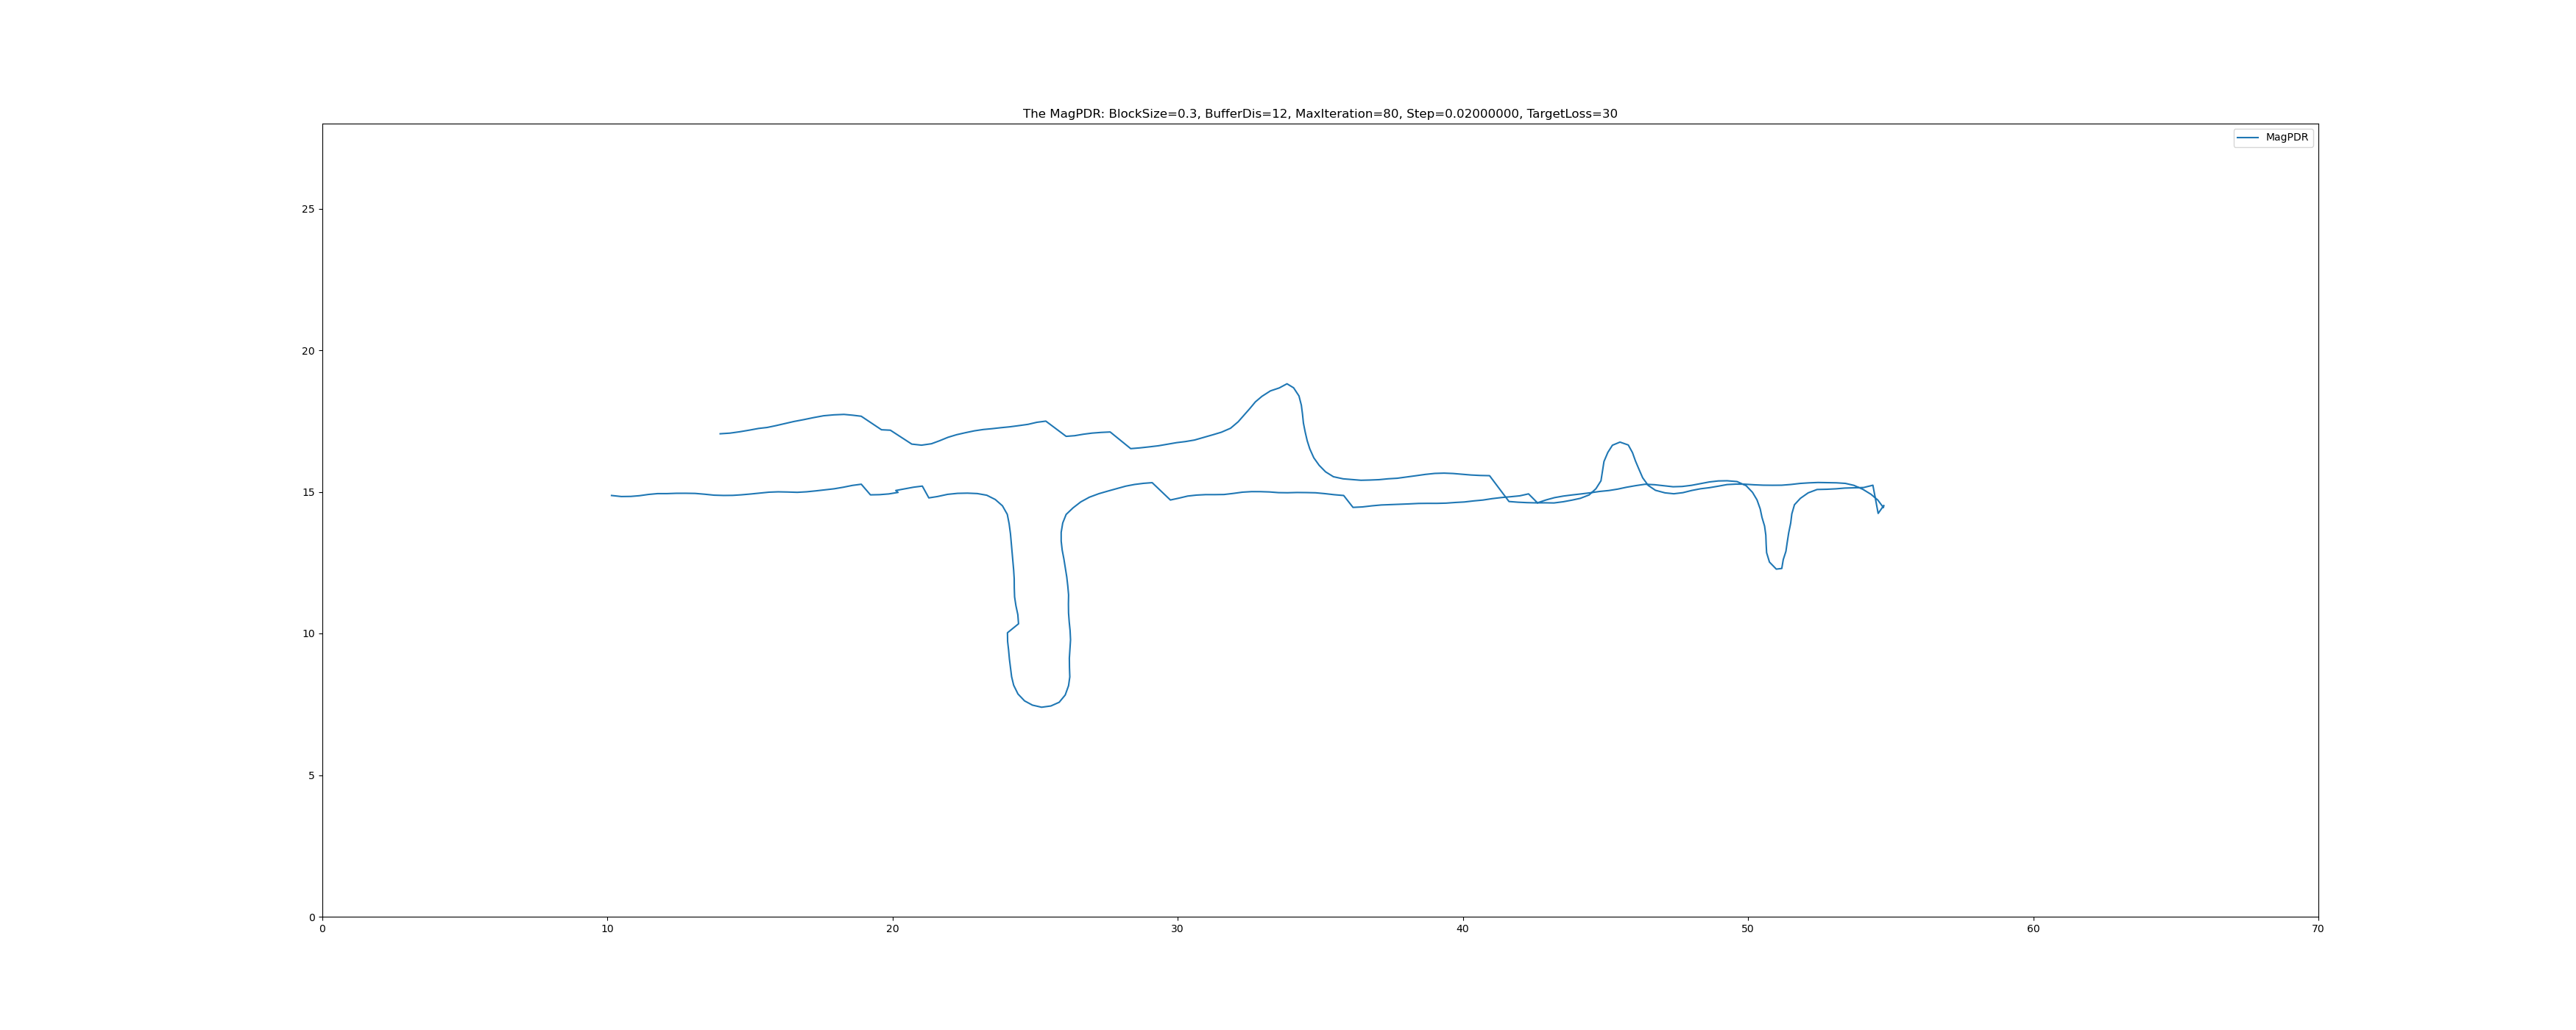 The MagPDR: BlockSize=0.3, BufferDis=12, MaxIteration=80, Step=0.02000000, TargetLoss=30
MagPDR
25
20
15
10
5
0
0 10 20 30 40 50 60 70